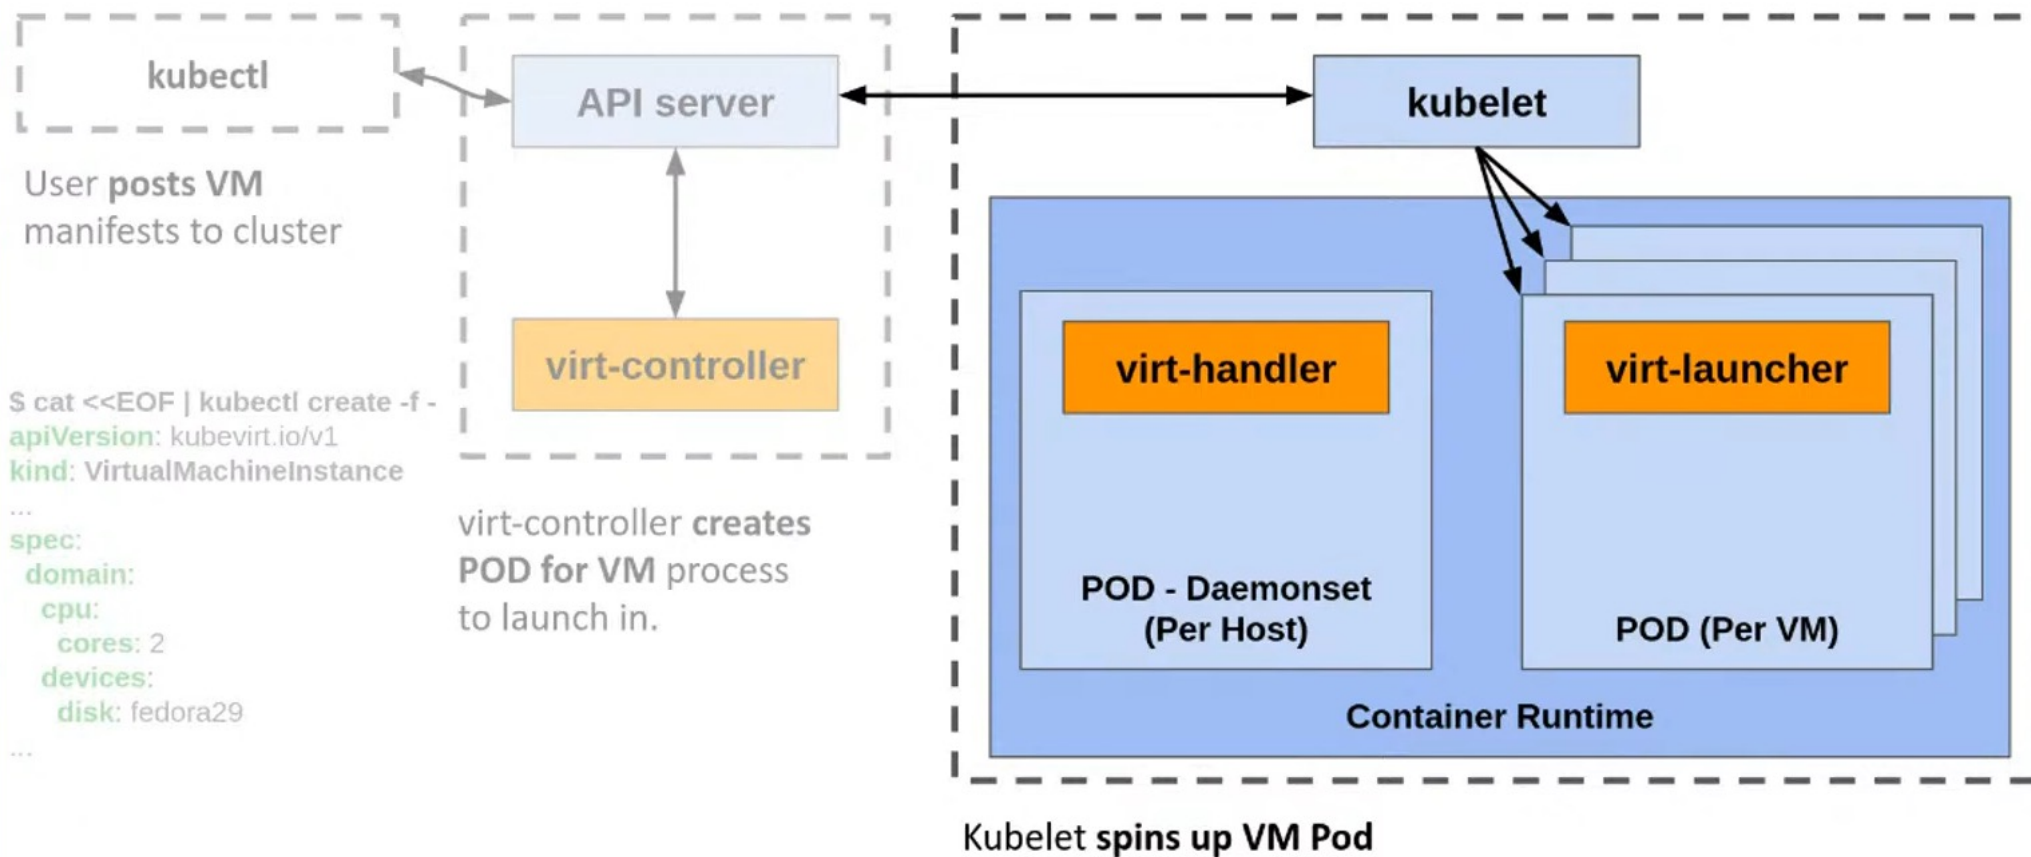 kubectl
User posts VM
manifests to cluster
$ cat <<EOF | kubectl create -f -
apiVersion: kubevirt.io/v1
kind: VirtualMachineInstance
...
spec:
  domain:
    cpu:
      cores: 2
    devices:
      disk: fedora29
...
API server
virt-controller
virt-controller creates
POD for VM process
to launch in.
kubelet
virt-handler
POD - Daemonset
(Per Host)
virt-launcher
POD (Per VM)
Container Runtime
Kubelet spins up VM Pod